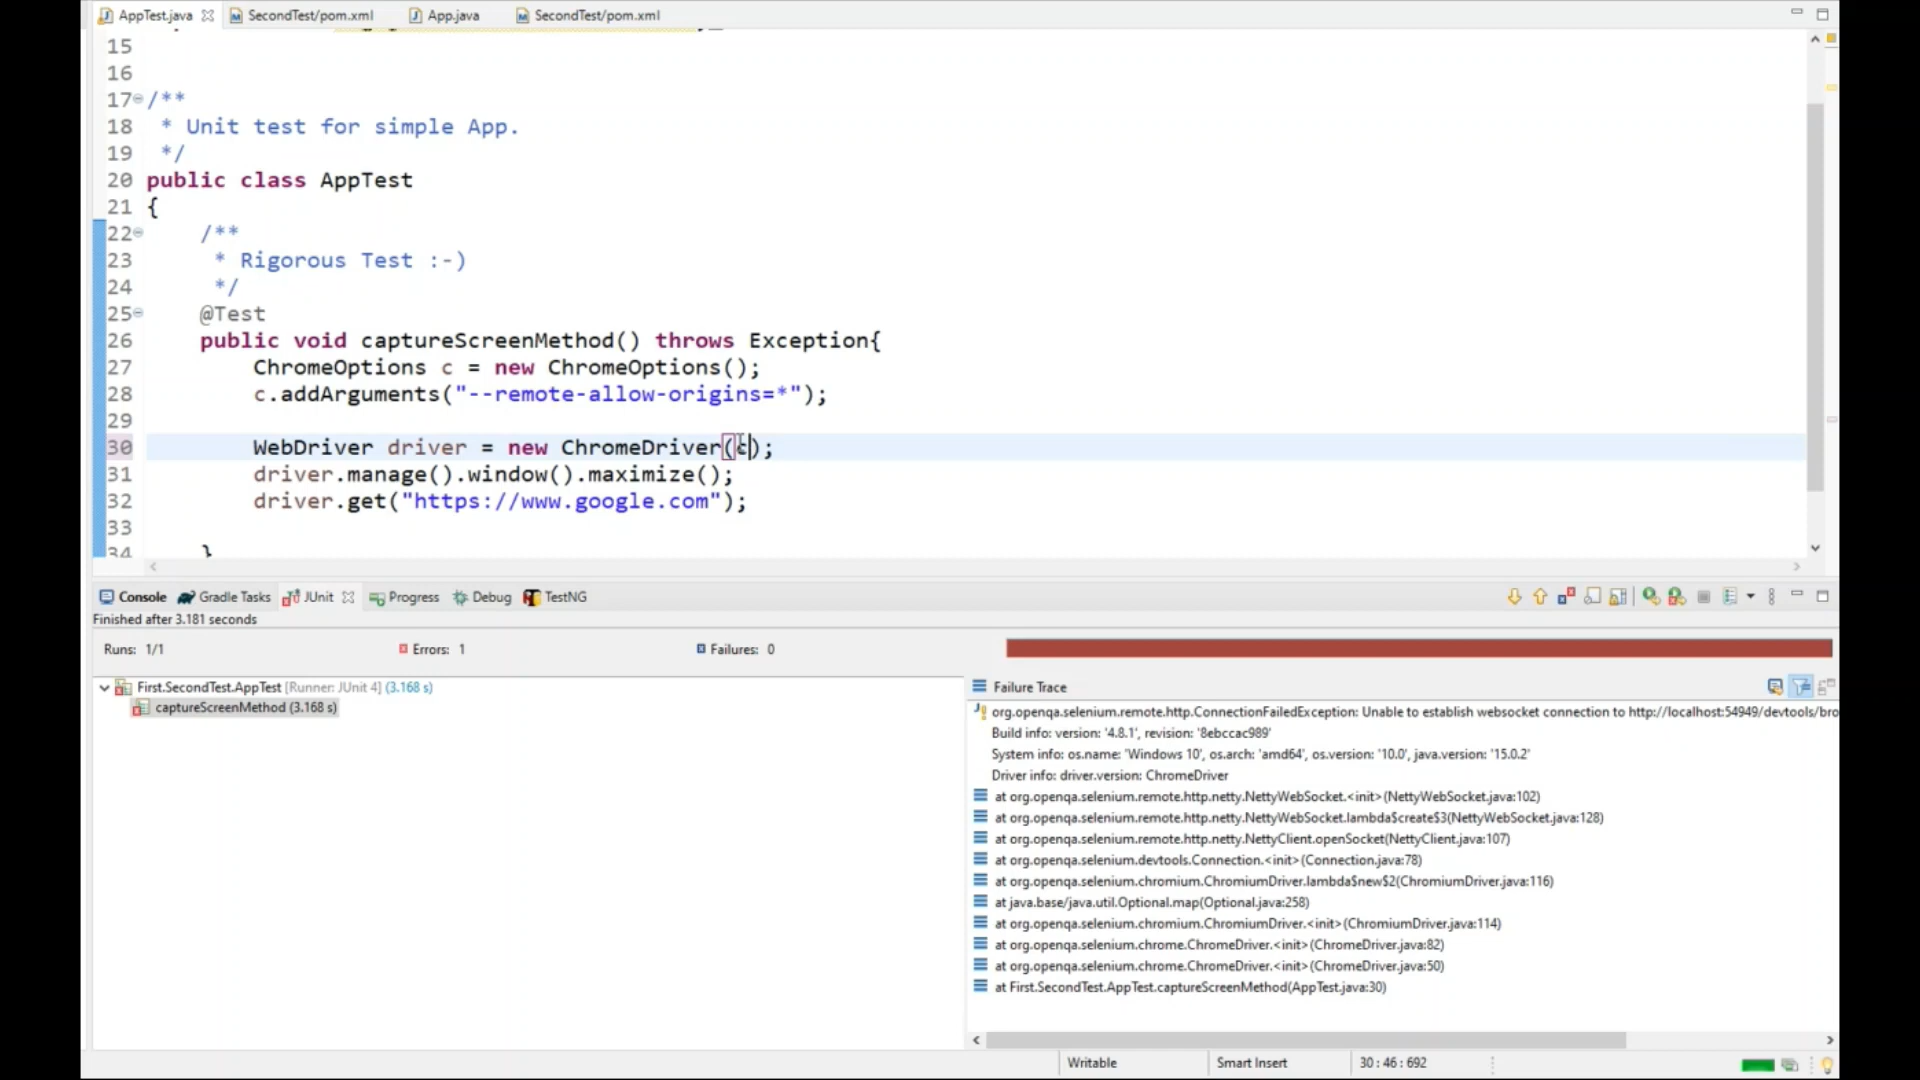 AppTest.java
SecondTest/pom.xml
App.java
SecondTest/pom.xml
15
16
17 /**
18 * Unit test for simple App.
19 */
20 public class AppTest
21 {
22 /**
23 * Rigorous Test :-)
24 */
25 @Test
26 public void captureScreenMethod() throws Exception{
27 ChromeOptions c = new ChromeOptions();
28 c.addArguments("--remote-allow-origins=*");
29
30 WebDriver driver = new ChromeDriver(c);
31 driver.manage().window().maximize();
32 driver.get("https://www.google.com");
33
34 }
Console Gradle Tasks JUnit Progress Debug TestNG
Finished after 3.181 seconds
Runs: 1/1 Errors: 1 Failures: 0
First.SecondTest.AppTest [Runner: JUnit 4] (3.168 s)
captureScreenMethod (3.168 s)
Failure Trace
org.openqa.selenium.remote.http.ConnectionFailedException: Unable to establish websocket connection to http://localhost:54949/devtools/bro
Build info: version: '4.8.1', revision: '8ebccac989'
System info: os.name: 'Windows 10', os.arch: 'amd64', os.version: '10.0', java.version: '15.0.2'
Driver info: driver.version: ChromeDriver
at org.openqa.selenium.remote.http.netty.NettyWebSocket.<init>(NettyWebSocket.java:102)
at org.openqa.selenium.remote.http.netty.NettyWebSocket.lambda$create$3(NettyWebSocket.java:128)
at org.openqa.selenium.remote.http.netty.NettyClient.openSocket(NettyClient.java:107)
at org.openqa.selenium.devtools.Connection.<init>(Connection.java:78)
at org.openqa.selenium.chromium.ChromiumDriver.lambda$new$2(ChromiumDriver.java:116)
at java.base/java.util.Optional.map(Optional.java:258)
at org.openqa.selenium.chromium.ChromiumDriver.<init>(ChromiumDriver.java:114)
at org.openqa.selenium.chrome.ChromeDriver.<init>(ChromeDriver.java:82)
at org.openqa.selenium.chrome.ChromeDriver.<init>(ChromeDriver.java:50)
at First.SecondTest.AppTest.captureScreenMethod(AppTest.java:30)
Writable Smart Insert 30 : 46 : 692